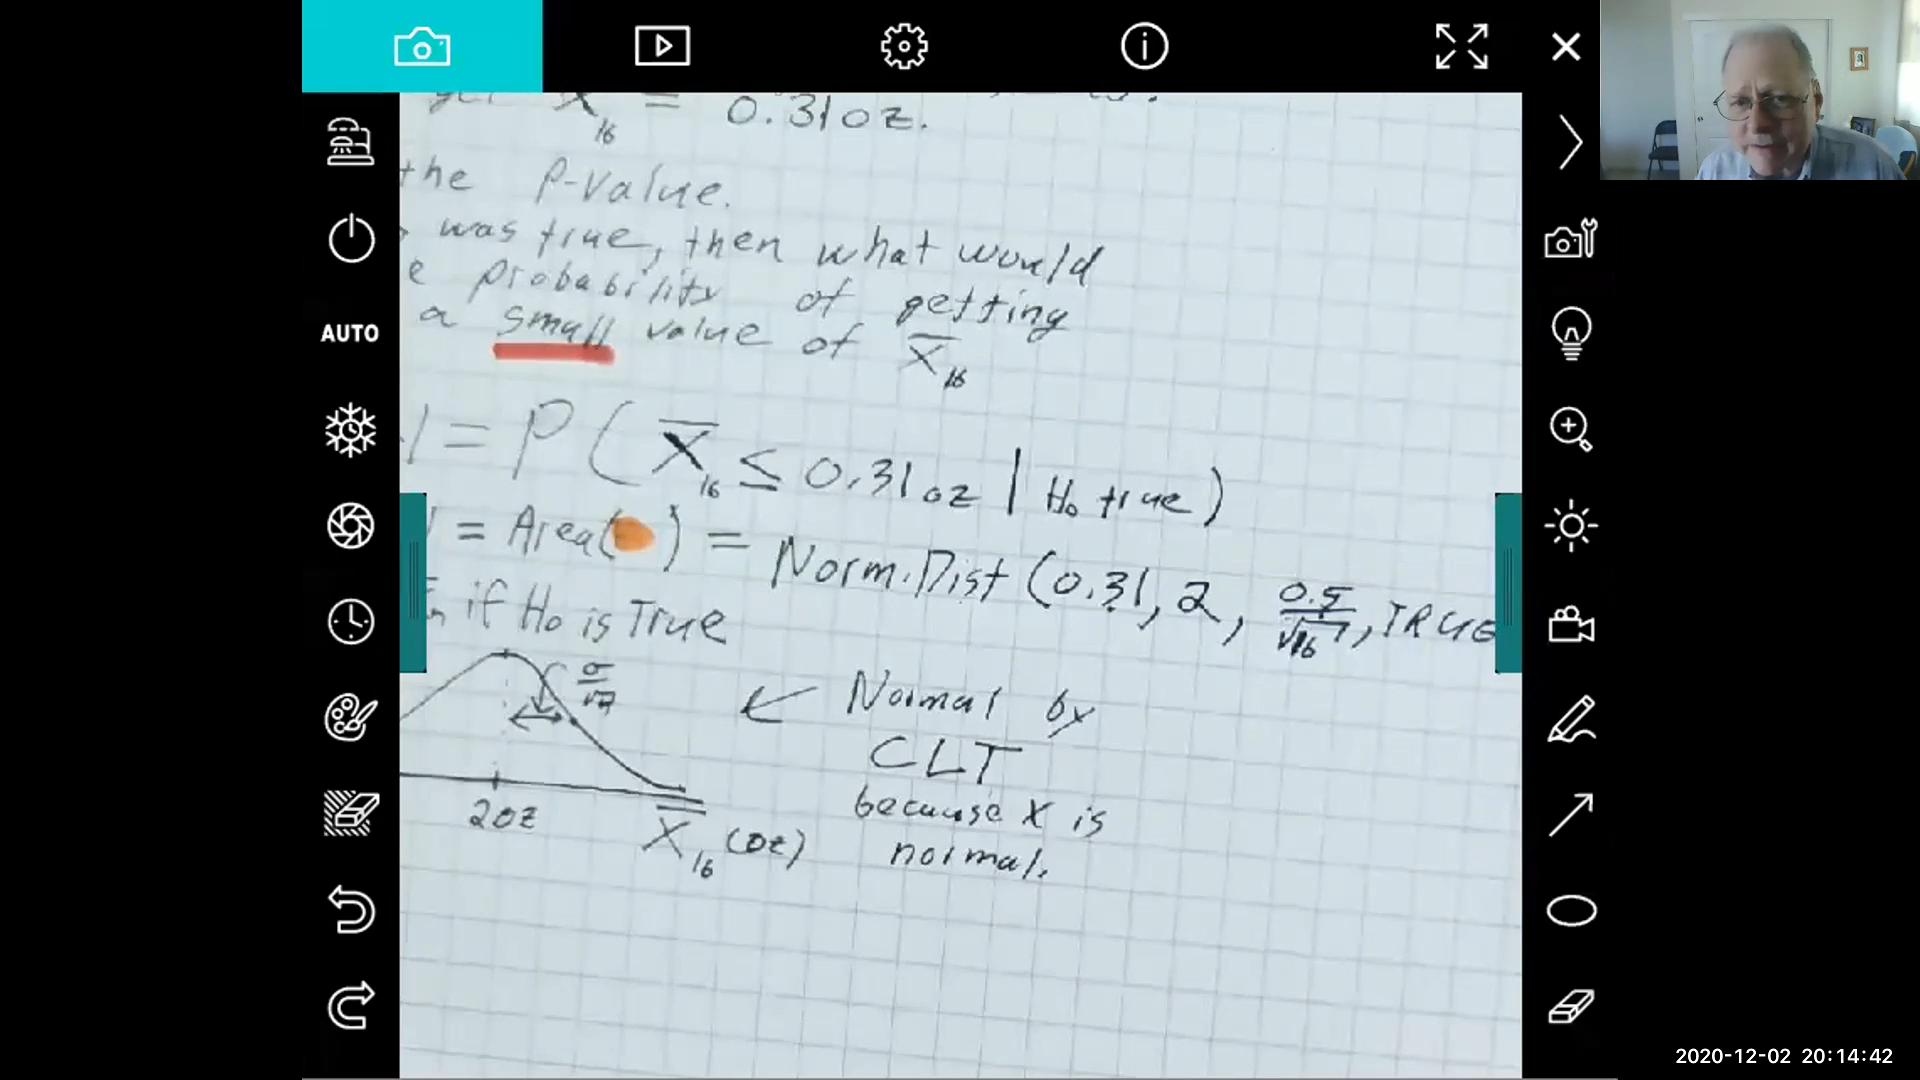 get X̄16 = 0.31oz.
the P-Value.
was true, then what would
e probability of getting
a small value of X̄16
l = P(X̄16 ≤ 0.31oz | H0 true)
l = Area( ) = Norm.Dist(0.31, 2, 0.5/√16, TRUE
if H0 is True
σ/√n
Normal by
CLT
because X is
normal.
2oz
X̄16 (oz)
AUTO
2020-12-02 20:14:42